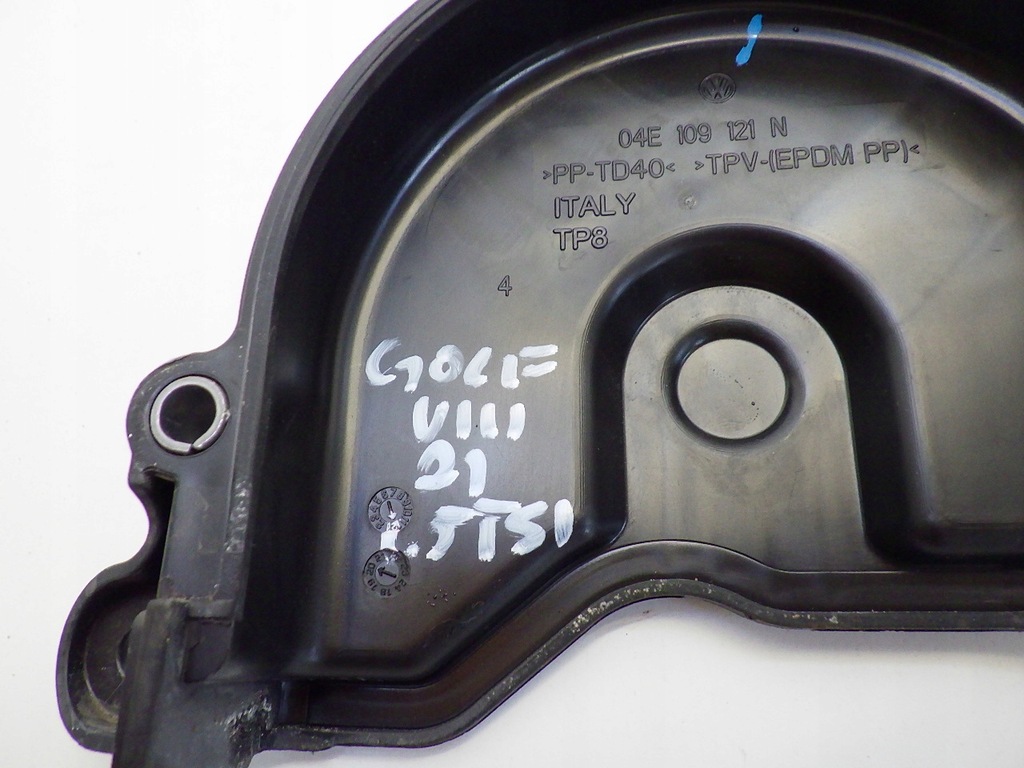 04E 109 121 N
>PP-TD40< >TPV-(EPDM PP)<
ITALY
TP8
4
GOLF
VIII
21
1.5TSI